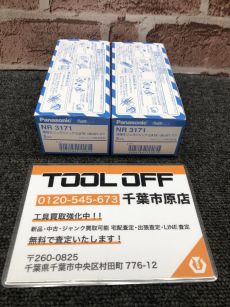 Panasonic
NR 3171
Panasonic
NR 3171
TOOL OFF
0120-545-673 千葉市原店
工具買取強化中！！
新品・中古・ジャンク買取可能 宅配査定・出張査定・LINE査定
無料で査定いたします！
〒260-0825
千葉県千葉市中央区村田町 776-12